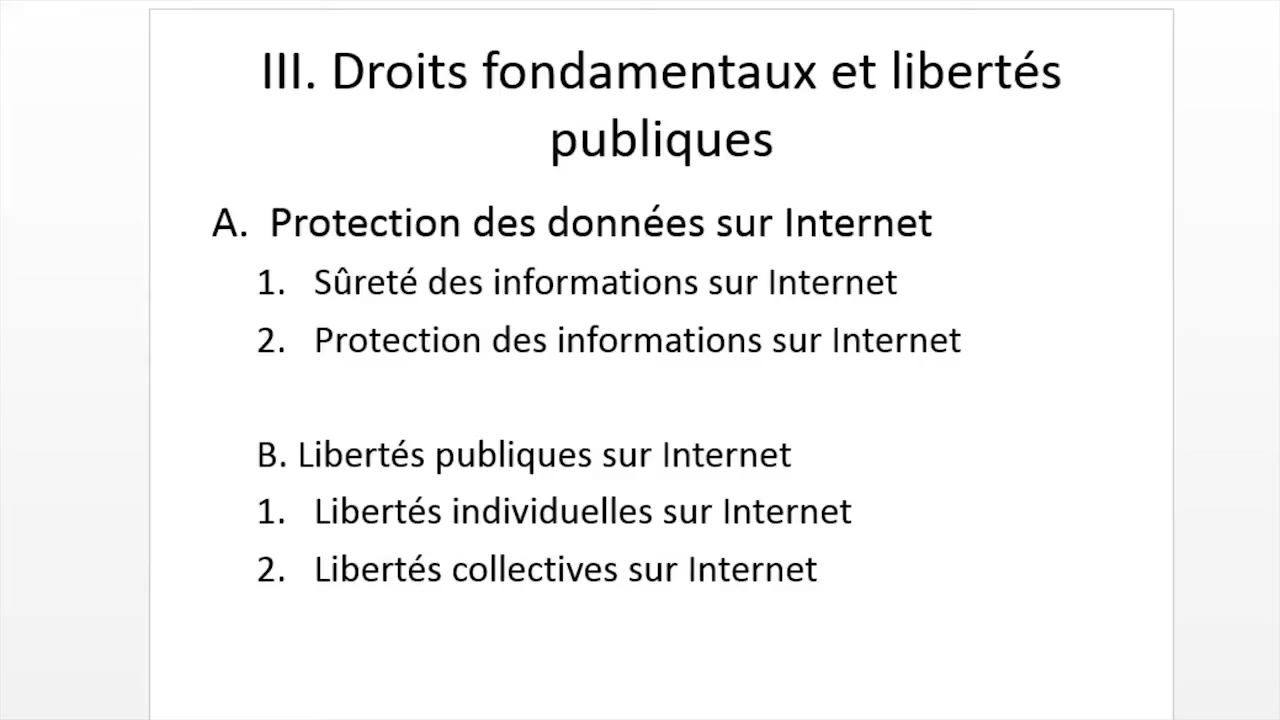 III. Droits fondamentaux et libertés
publiques
A. Protection des données sur Internet
1. Sûreté des informations sur Internet
2. Protection des informations sur Internet
B. Libertés publiques sur Internet
1. Libertés individuelles sur Internet
2. Libertés collectives sur Internet